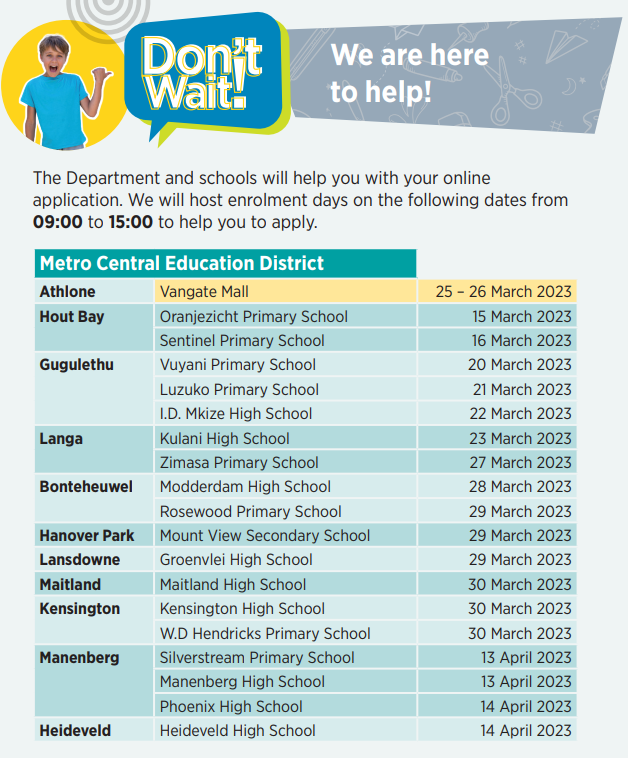 Don't
Wait!
We are here
to help!
The Department and schools will help you with your online
application. We will host enrolment days on the following dates from
09:00 to 15:00 to help you to apply.
Metro Central Education District
Athlone Vangate Mall 25 – 26 March 2023
Hout Bay Oranjezicht Primary School 15 March 2023
Sentinel Primary School 16 March 2023
Gugulethu Vuyani Primary School 20 March 2023
Luzuko Primary School 21 March 2023
I.D. Mkize High School 22 March 2023
Langa Kulani High School 23 March 2023
Zimasa Primary School 27 March 2023
Bonteheuwel Modderdam High School 28 March 2023
Rosewood Primary School 29 March 2023
Hanover Park Mount View Secondary School 29 March 2023
Lansdowne Groenvlei High School 29 March 2023
Maitland Maitland High School 30 March 2023
Kensington Kensington High School 30 March 2023
W.D Hendricks Primary School 30 March 2023
Manenberg Silverstream Primary School 13 April 2023
Manenberg High School 13 April 2023
Phoenix High School 14 April 2023
Heideveld Heideveld High School 14 April 2023